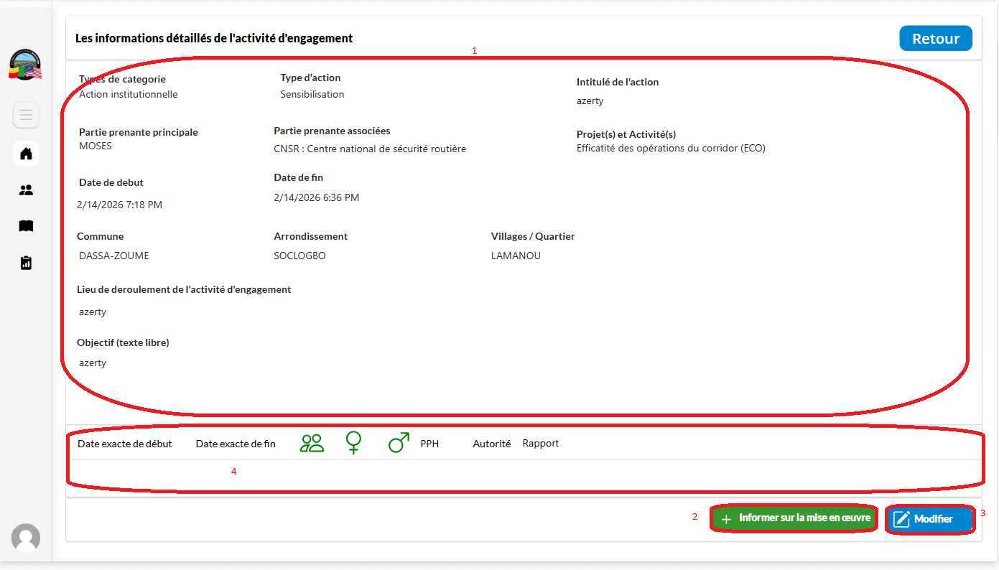 Les informations détaillés de l'activité d'engagement
Retour
1
Types de categorie
Type d'action
Intitulé de l'action
Action institutionnelle
Sensibilisation
azerty
Partie prenante principale
Partie prenante associées
Projet(s) et Activité(s)
MOSES
CNSR : Centre national de sécurité routière
Efficatité des opérations du corridor (ECO)
Date de debut
Date de fin
2/14/2026 7:18 PM
2/14/2026 6:36 PM
Commune
Arrondissement
Villages / Quartier
DASSA-ZOUME
SOCLOGBO
LAMANOU
Lieu de deroulement de l'activité d'engagement
azerty
Objectif (texte libre)
azerty
Date exacte de début
Date exacte de fin
PPH
Autorité
Rapport
4
2
+ Informer sur la mise en œuvre
Modifier
3